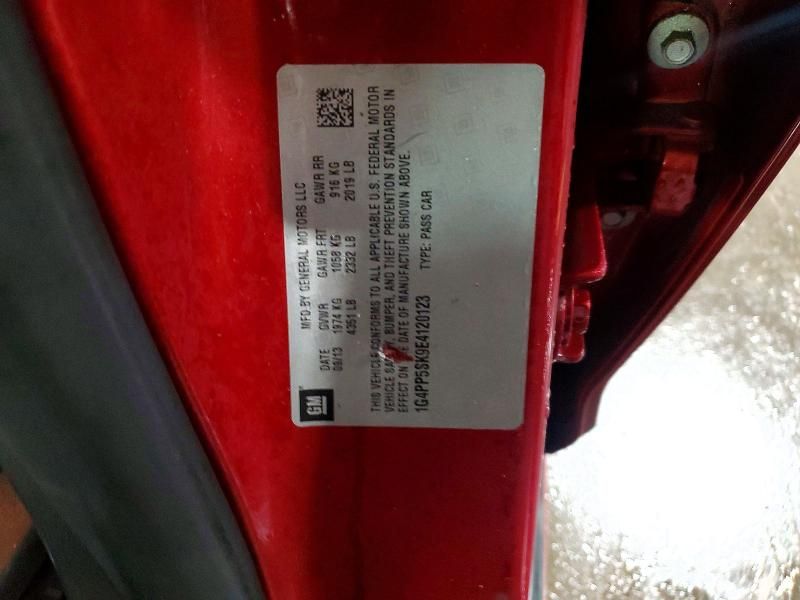 GM
MFD BY GENERAL MOTORS LLC
DATE GVWR GAWR FRT GAWR RR
09/13 1974 KG 1058 KG 916 KG
4351 LB 2332 LB 2019 LB
THIS VEHICLE CONFORMS TO ALL APPLICABLE U.S. FEDERAL MOTOR
VEHICLE SAFETY, BUMPER, AND THEFT PREVENTION STANDARDS IN
EFFECT ON THE DATE OF MANUFACTURE SHOWN ABOVE.
1G4PP5SK9E4120123 TYPE: PASS CAR